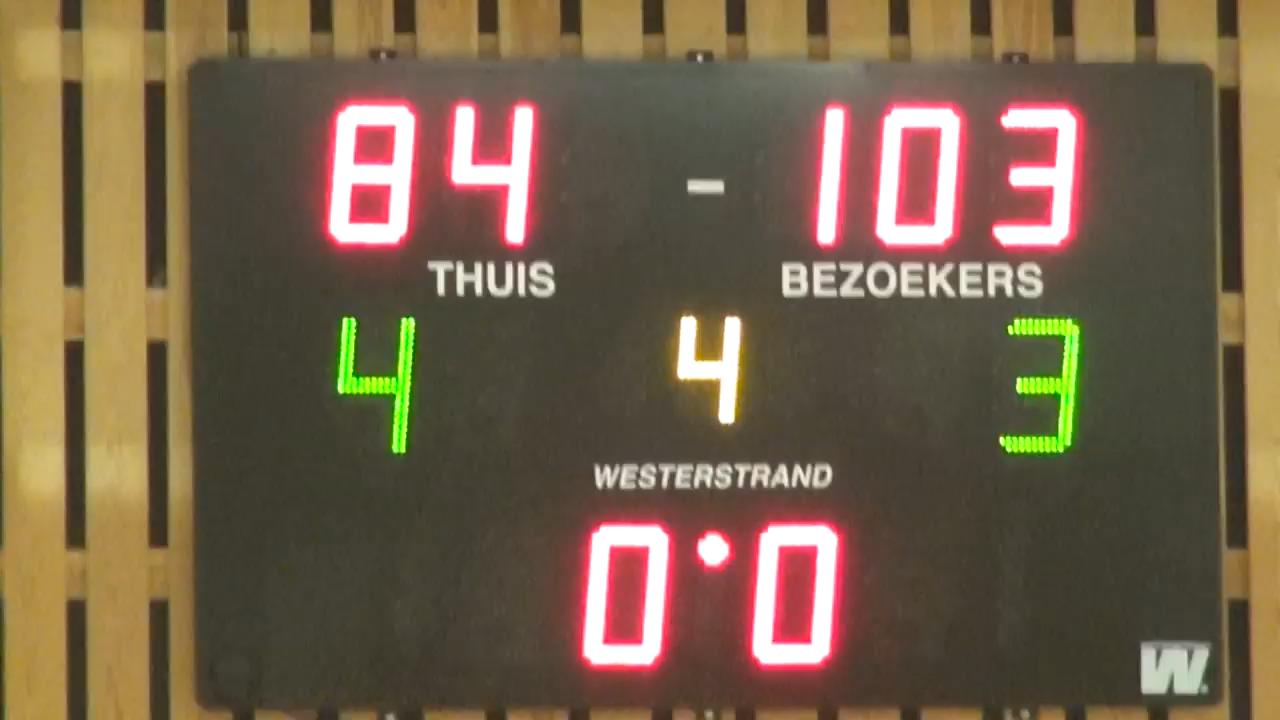 84 - 103
THUIS BEZOEKERS
4 4 3
WESTERSTRAND
0•0
W.